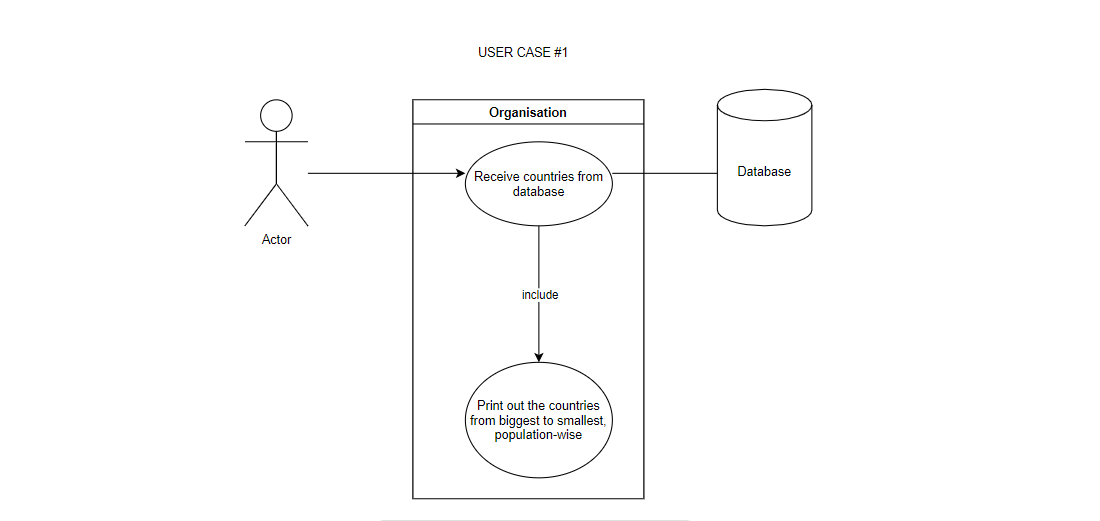 USER CASE #1
Organisation
Receive countries from
database
Database
Actor
include
Print out the countries
from biggest to smallest,
population-wise